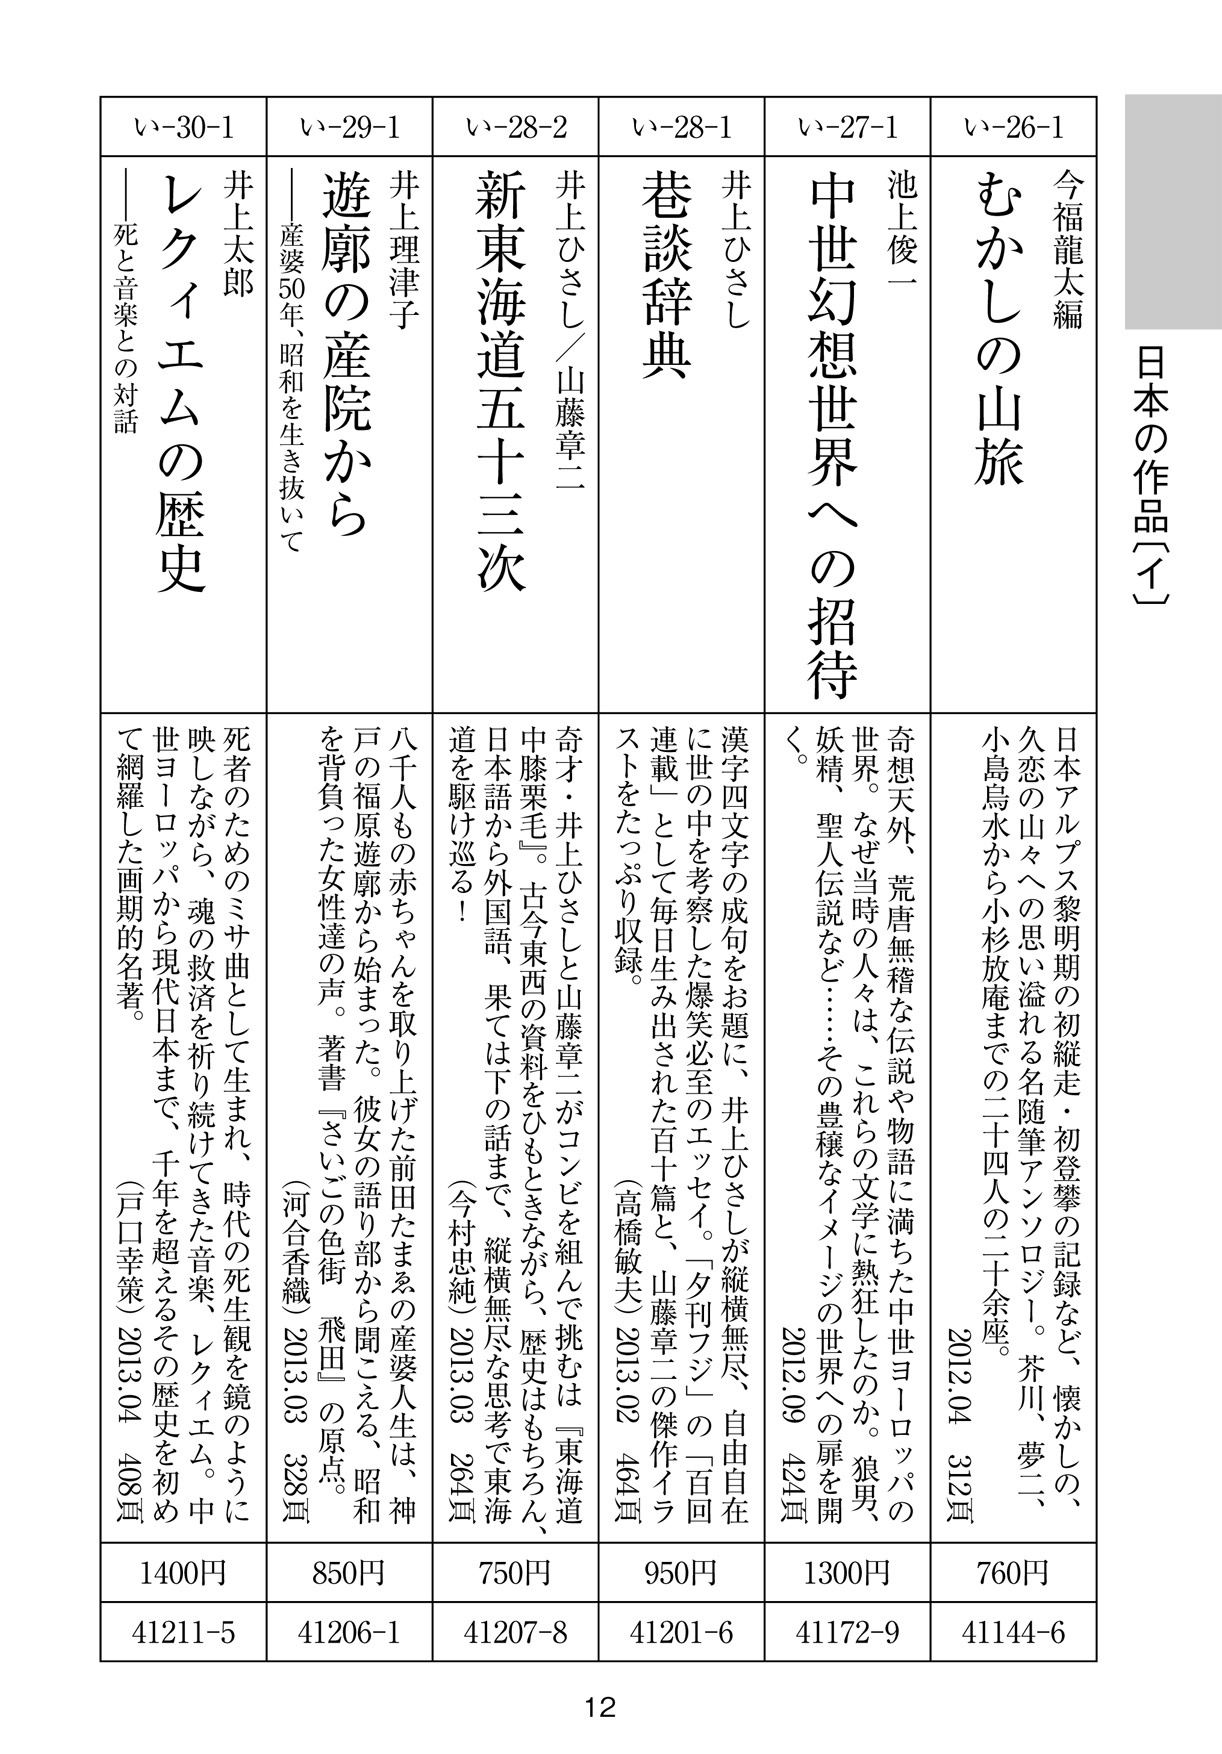 日本の作品〔イ〕
い-26-1
今福龍太編
むかしの山旅
日本アルプス黎明期の初縦走・初登攀の記録など、懐かしの、
久恋の山々への思い溢れる名随筆アンソロジー。芥川、夢二、
小島烏水から小杉放庵までの二十四人の二十余座。
2012.04 312頁
760円
41144-6
い-27-1
池上俊一
中世幻想世界への招待
奇想天外、荒唐無稽な伝説や物語に満ちた中世ヨーロッパの
世界。なぜ当時の人々は、これらの文学に熱狂したのか。狼男、
妖精、聖人伝説など……その豊穣なイメージの世界への扉を開
く。
2012.09 424頁
1300円
41172-9
い-28-1
井上ひさし
巷談辞典
漢字四文字の成句をお題に、井上ひさしが縦横無尽、自由自在
に世の中を考察した爆笑必至のエッセイ。「夕刊フジ」の「百回
連載」として毎日生み出された百十篇と、山藤章二の傑作イラ
ストをたっぷり収録。
（高橋敏夫）2013.02 464頁
950円
41201-6
い-28-2
井上ひさし／山藤章二
新東海道五十三次
奇才・井上ひさしと山藤章二がコンビを組んで挑むは『東海道
中膝栗毛』。古今東西の資料をひもときながら、歴史はもちろん、
日本語から外国語、果ては下の話まで、縦横無尽な思考で東海
道を駆け巡る！
（今村忠純）2013.03 264頁
750円
41207-8
い-29-1
井上理津子
遊廓の産院から
――産婆50年、昭和を生き抜いて
八千人もの赤ちゃんを取り上げた前田たまゑの産婆人生は、神
戸の福原遊廓から始まった。彼女の語り部から聞こえる、昭和
を背負った女性達の声。著書『さいごの色街　飛田』の原点。
（河合香織）2013.03 328頁
850円
41206-1
い-30-1
井上太郎
レクィエムの歴史
――死と音楽との対話
死者のためのミサ曲として生まれ、時代の死生観を鏡のように
映しながら、魂の救済を祈り続けてきた音楽、レクィエム。中
世ヨーロッパから現代日本まで、千年を超えるその歴史を初め
て網羅した画期的名著。
（戸口幸策）2013.04 408頁
1400円
41211-5
12